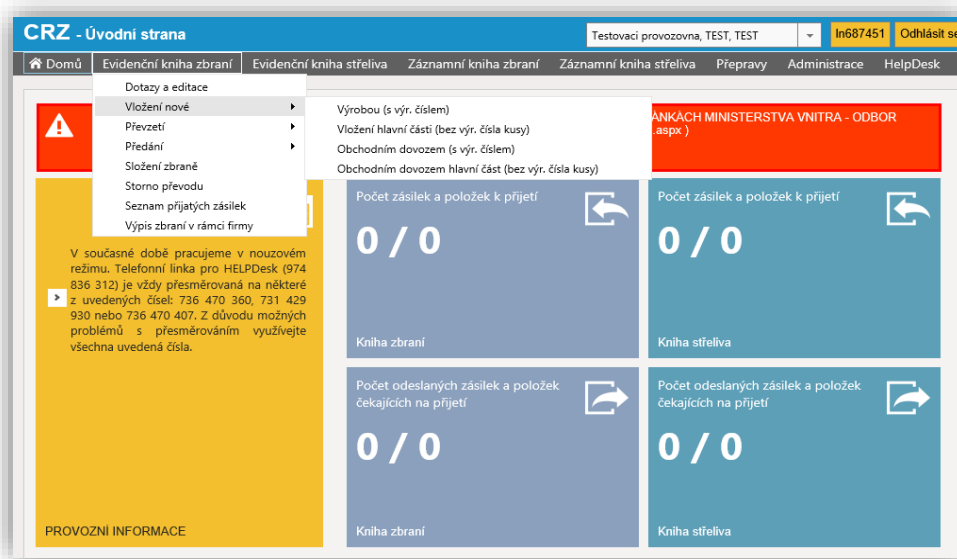 CRZ - Úvodní strana
Testovaci provozovna, TEST, TEST
In687451
Odhlásit se
Domů
Evidenční kniha zbraní
Evidenční kniha střeliva
Záznamní kniha zbraní
Záznamní kniha střeliva
Přepravy
Administrace
HelpDesk
Dotazy a editace
Vložení nové
Převzetí
Předání
Složení zbraně
Storno převodu
Seznam přijatých zásilek
Výpis zbraní v rámci firmy
Výrobou (s výr. číslem)
Vložení hlavní části (bez výr. čísla kusy)
Obchodním dovozem (s výr. číslem)
Obchodním dovozem hlavní část (bez výr. čísla kusy)
ÁNKÁCH MINISTERSTVA VNITRA - ODBOR
.aspx )
V současné době pracujeme v nouzovém
režimu. Telefonní linka pro HELPDesk (974
836 312) je vždy přesměrovaná na některé
z uvedených čísel: 736 470 360, 731 429
930 nebo 736 470 407. Z důvodu možných
problémů s přesměrováním využívejte
všechna uvedená čísla.
PROVOZNÍ INFORMACE
Počet zásilek a položek k přijetí
0 / 0
Kniha zbraní
Počet zásilek a položek k přijetí
0 / 0
Kniha střeliva
Počet odeslaných zásilek a položek
čekajících na přijetí
0 / 0
Kniha zbraní
Počet odeslaných zásilek a položek
čekajících na přijetí
0 / 0
Kniha střeliva